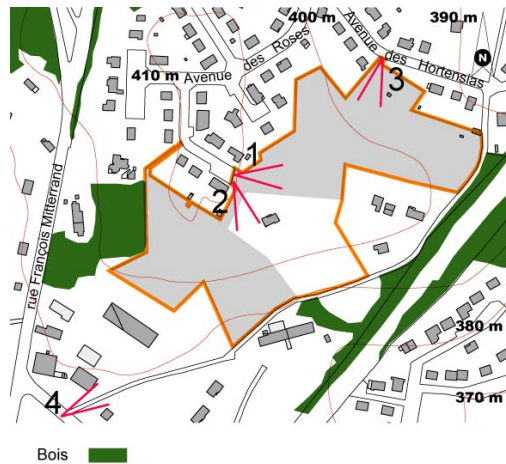 400 m
390 m
Avenue des Hortensias
N
410 m
Avenue des Roses
3
1
2
rue François Mitterrand
380 m
370 m
4
Bois